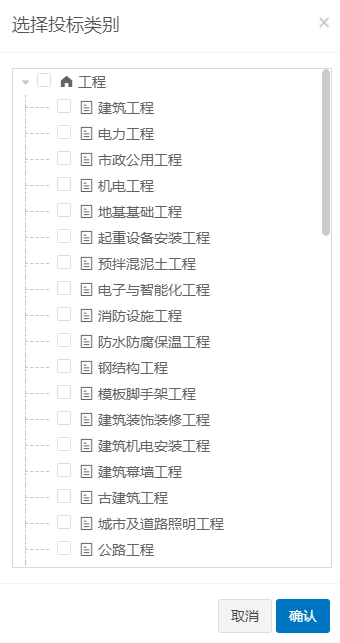 选择投标类别
×
工程
建筑工程
电力工程
市政公用工程
机电工程
地基基础工程
起重设备安装工程
预拌混泥土工程
电子与智能化工程
消防设施工程
防水防腐保温工程
钢结构工程
模板脚手架工程
建筑装饰装修工程
建筑机电安装工程
建筑幕墙工程
古建筑工程
城市及道路照明工程
公路工程
取消 确认